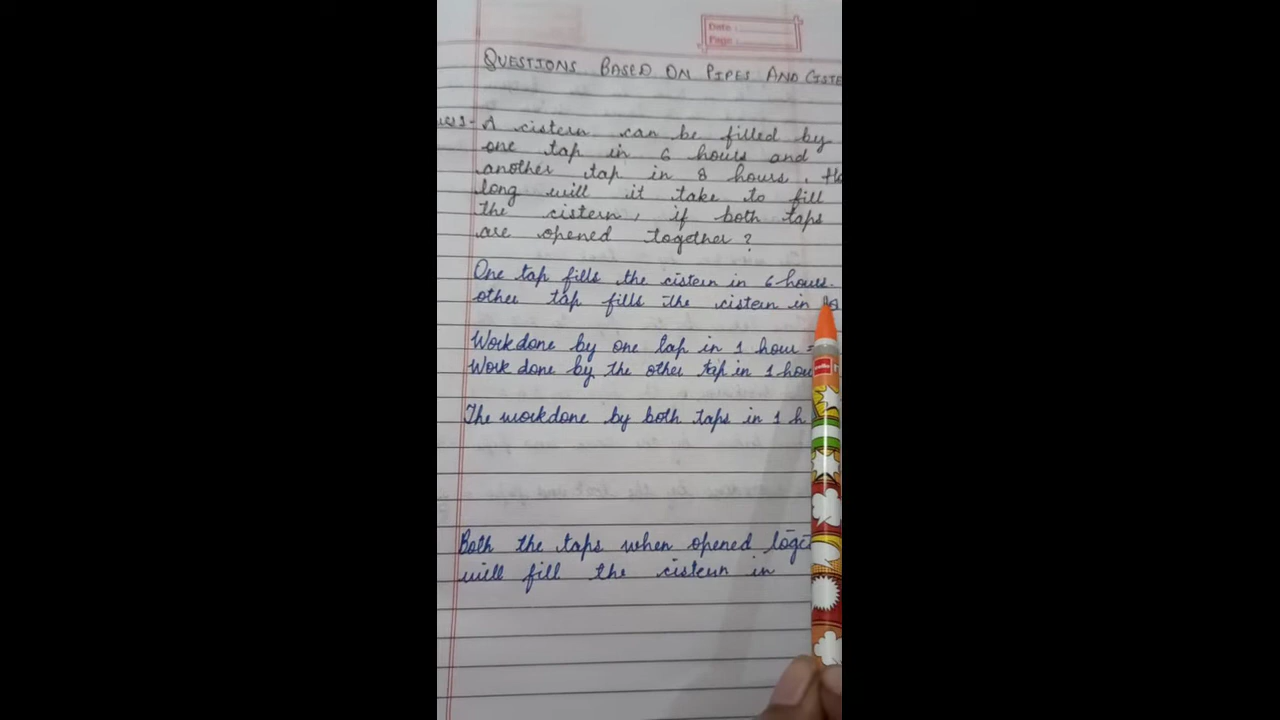 Date :
Page :
QUESTIONS BASED ON PIPES AND CISTE
A cistern can be filled by
one tap in 6 hours and
another tap in 8 hours. Ho
long will it take to fill
the cistern, if both taps
are opened together?
One tap fills the cistern in 6 hours.
other tap fills the cistern in
Workdone by one tap in 1 hour =
Work done by the other tap in 1 hou
The workdone by both taps in 1 h
Both the taps when opened toget
will fill the cistern in